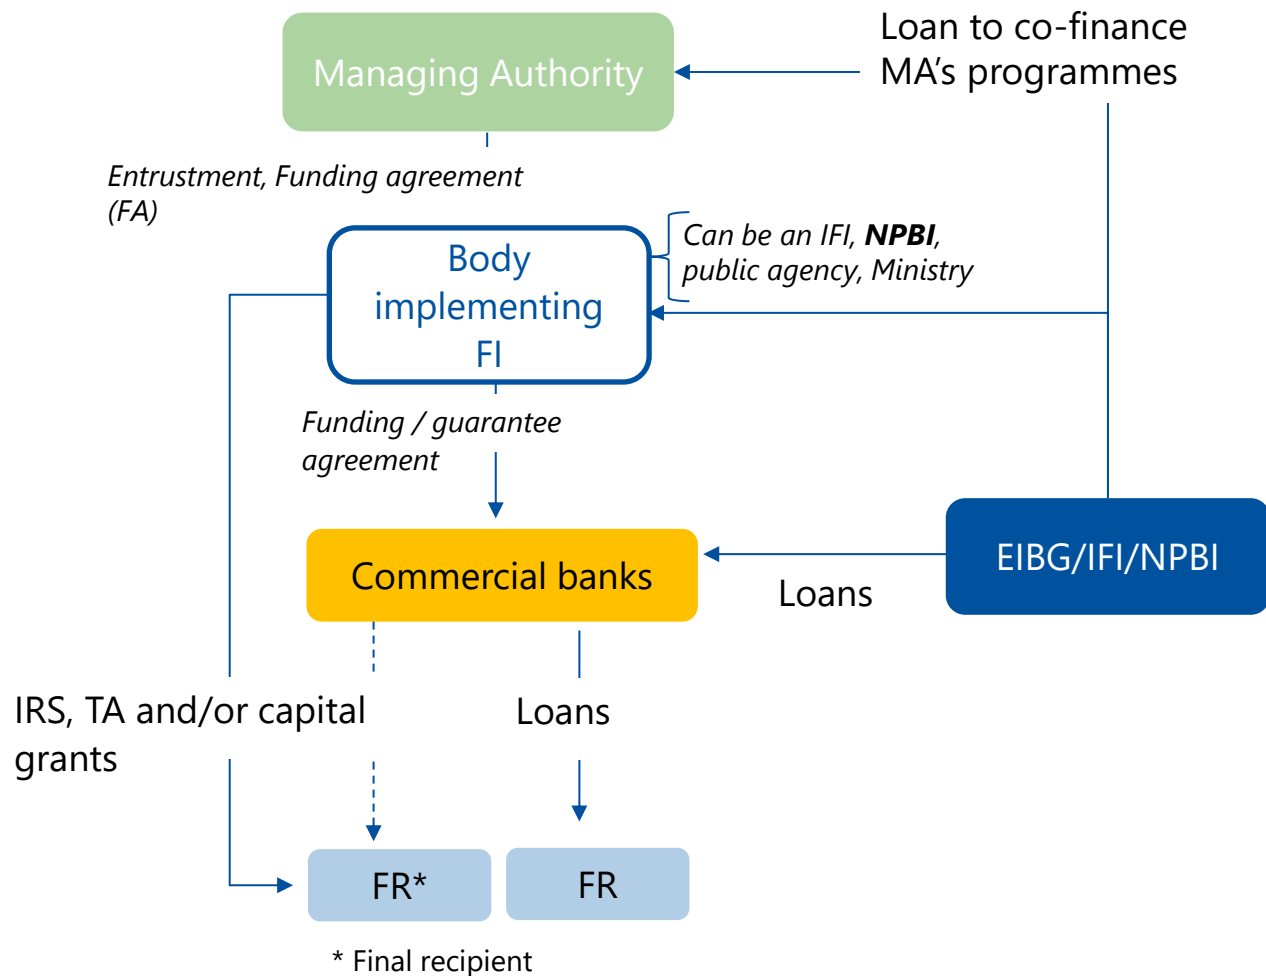 Loan to co-finance
MA's programmes
Managing Authority
Entrustment, Funding agreement
(FA)
Can be an IFI, NPBI,
public agency, Ministry
Body
implementing
FI
Funding / guarantee
agreement
EIBG/IFI/NPBI
Commercial banks
Loans
IRS, TA and/or capital
grants
Loans
FR*
FR
* Final recipient